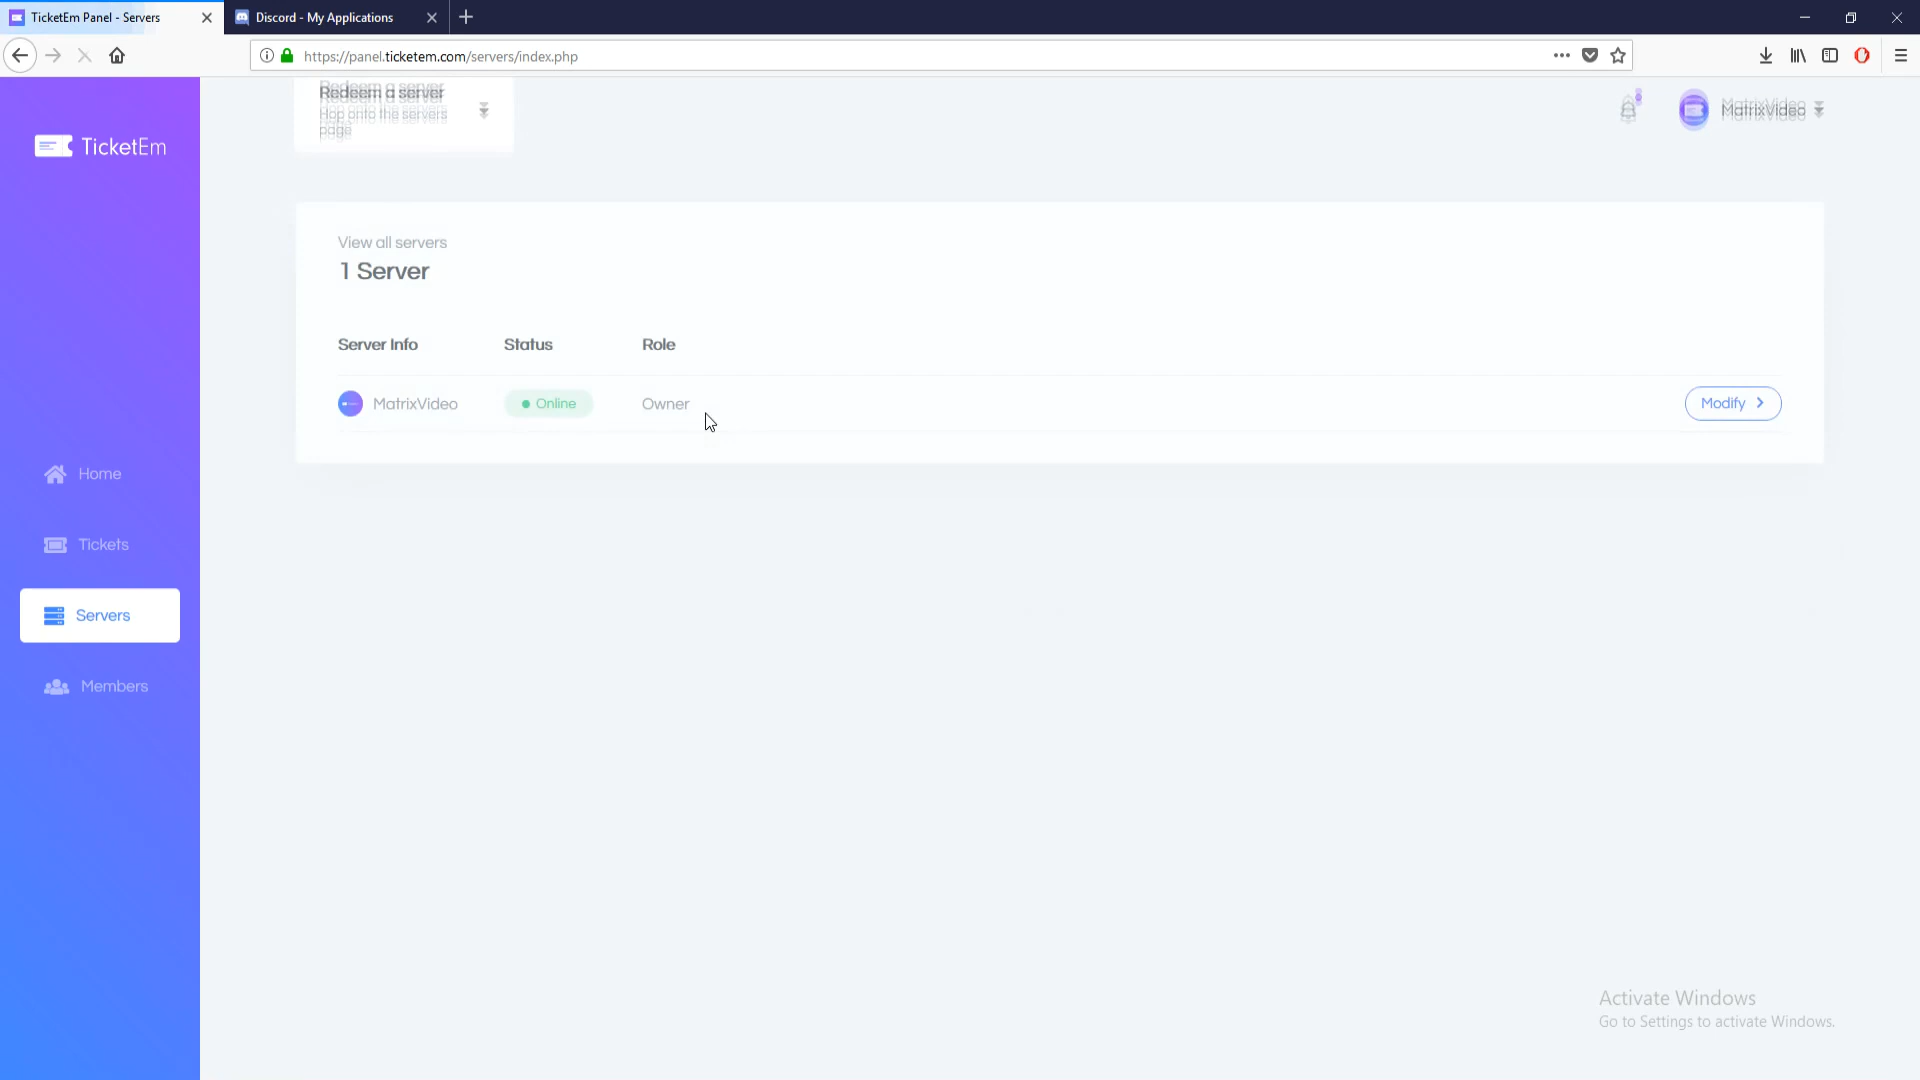 TicketEm Panel - Servers
Discord - My Applications
https://panel.ticketem.com/servers/index.php
Redeem a server
Hop onto the servers
page
MatrixVideo
TicketEm
View all servers
1 Server
Server Info Status Role
MatrixVideo Online Owner Modify
Home
Tickets
Servers
Members
Activate Windows
Go to Settings to activate Windows.